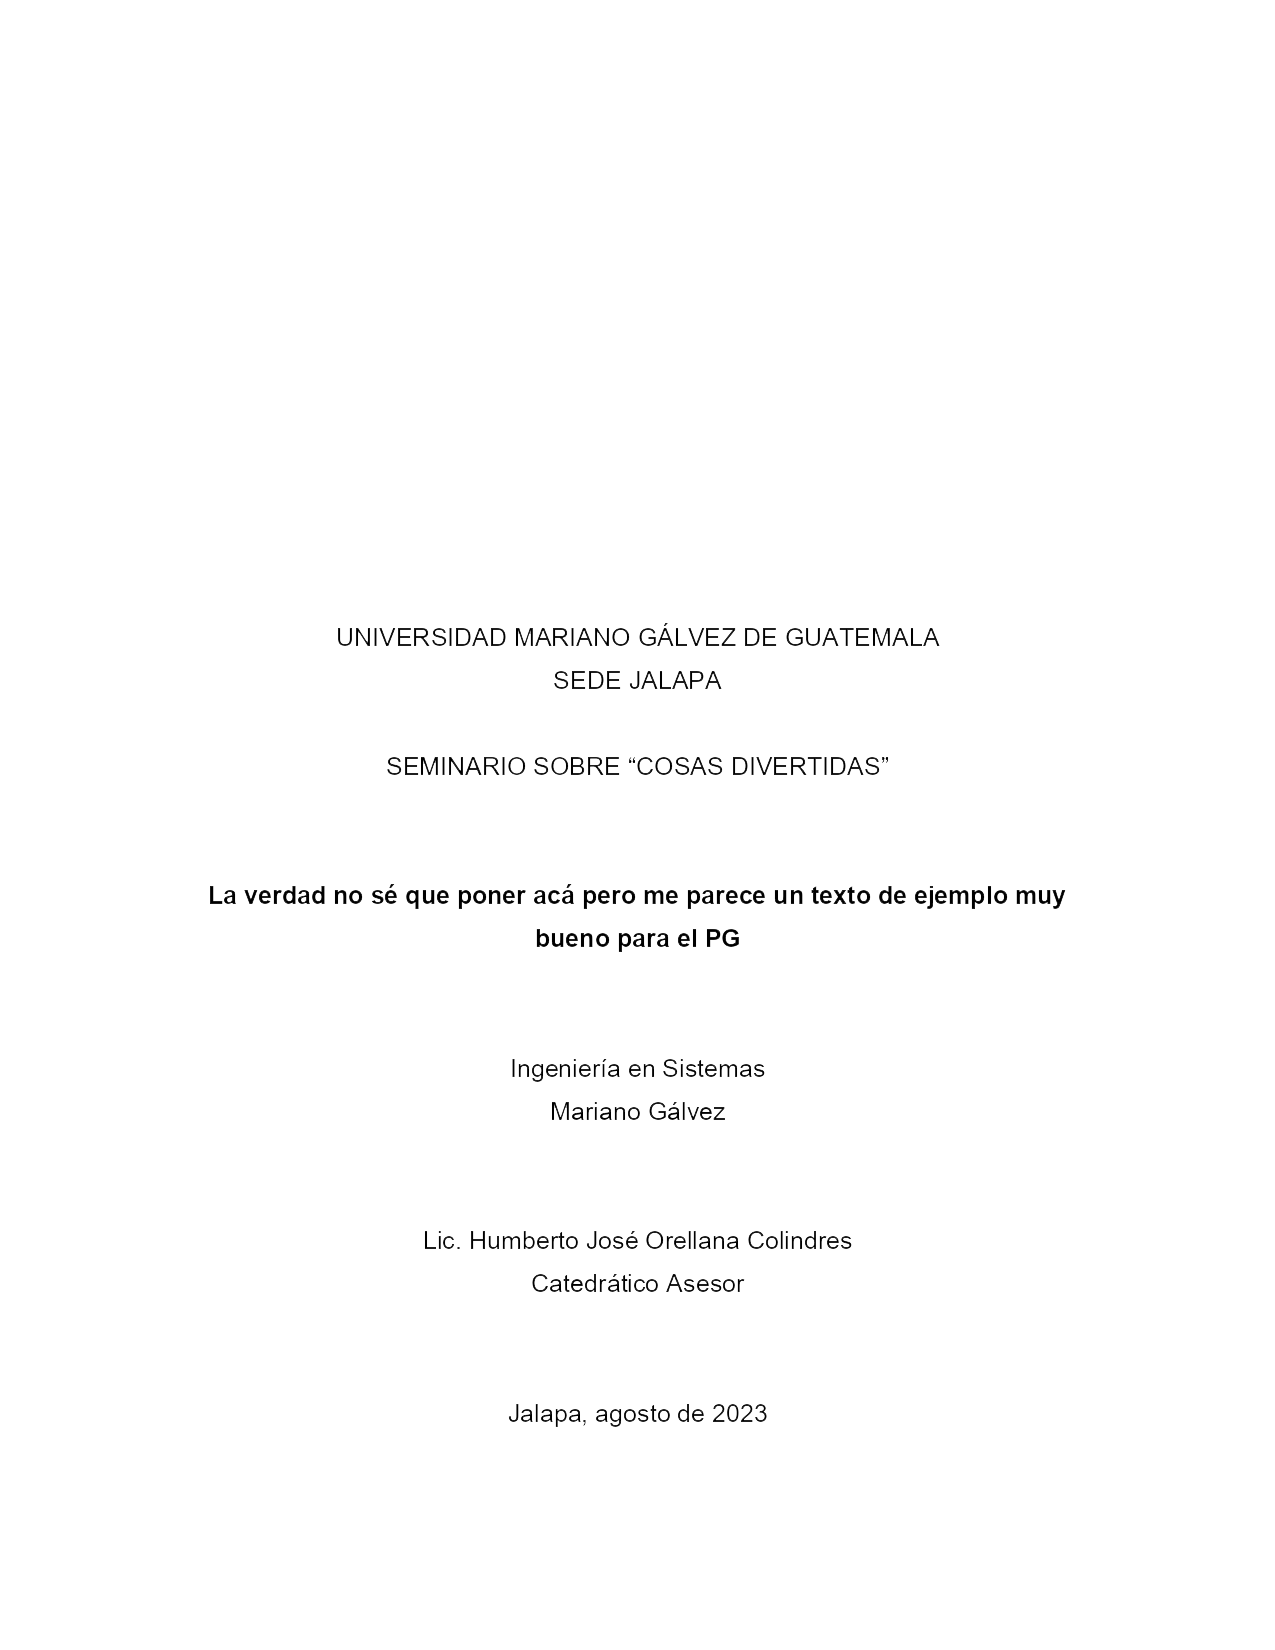 UNIVERSIDAD MARIANO GÁLVEZ DE GUATEMALA
SEDE JALAPA
SEMINARIO SOBRE “COSAS DIVERTIDAS”
La verdad no sé que poner acá pero me parece un texto de ejemplo muy
bueno para el PG
Ingeniería en Sistemas
Mariano Gálvez
Lic. Humberto José Orellana Colindres
Catedrático Asesor
Jalapa, agosto de 2023